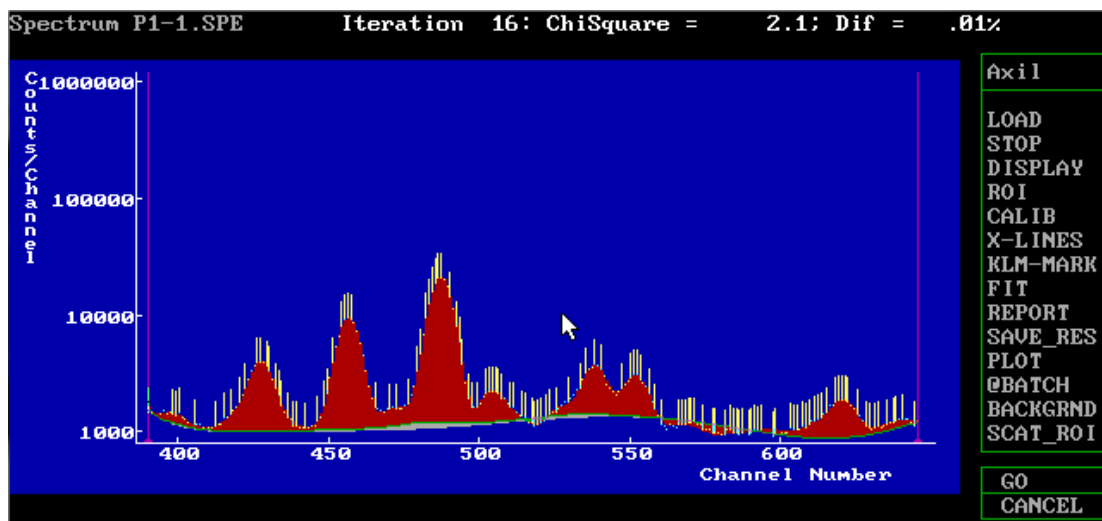 Spectrum P1-1.SPE Iteration 16: ChiSquare = 2.1; Dif = .01%
Counts/Channel
1000000
100000
10000
1000
400 450 500 550 600
Channel Number
Axil
LOAD
STOP
DISPLAY
ROI
CALIB
X-LINES
KLM-MARK
FIT
REPORT
SAVE_RES
PLOT
@BATCH
BACKGRND
SCAT_ROI
GO
CANCEL